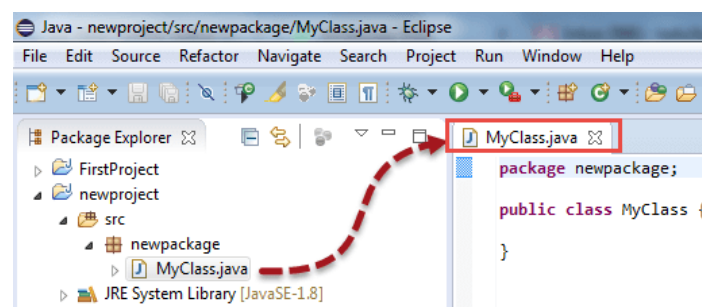 Java - newproject/src/newpackage/MyClass.java - Eclipse
File Edit Source Refactor Navigate Search Project Run Window Help
Package Explorer
MyClass.java
FirstProject
package newpackage;
newproject
src
public class MyClass {
newpackage
}
MyClass.java
JRE System Library [JavaSE-1.8]